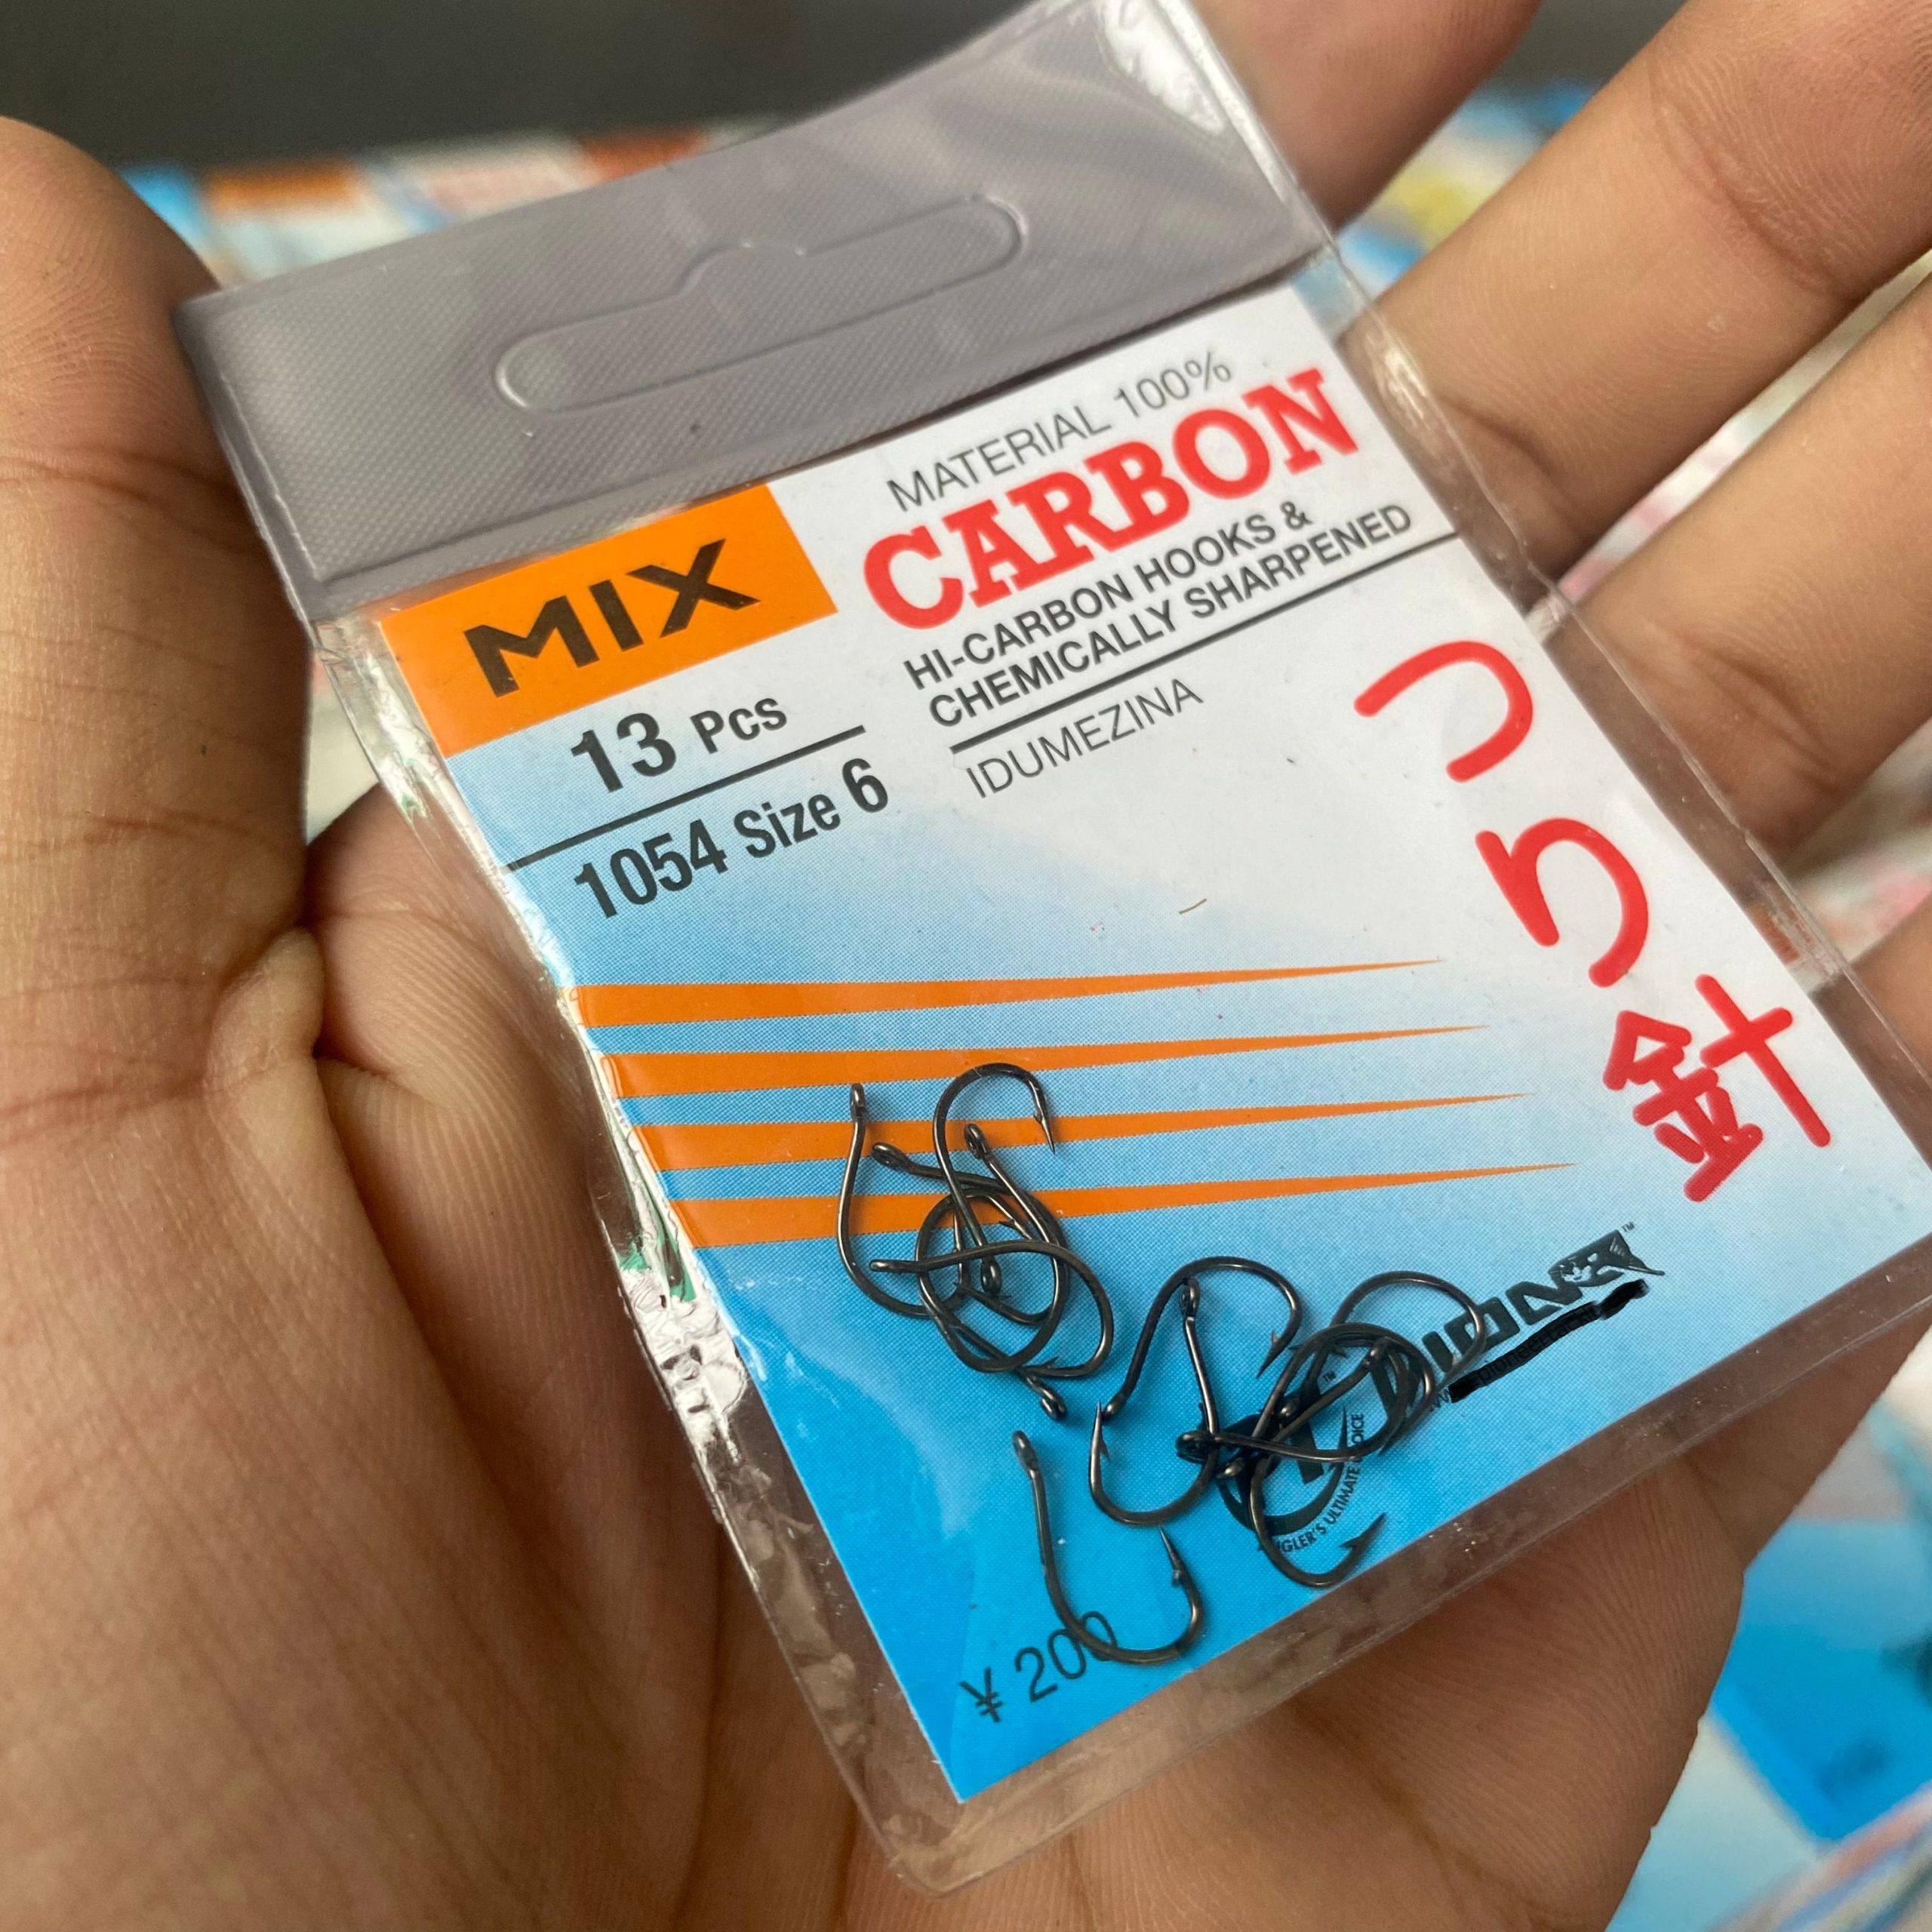 MATERIAL 100%
CARBON
HI-CARBON HOOKS &
CHEMICALLY SHARPENED
IDUMEZINA
MIX
13 Pcs
1054 Size 6
つり針
ULTIMATE
¥ 200